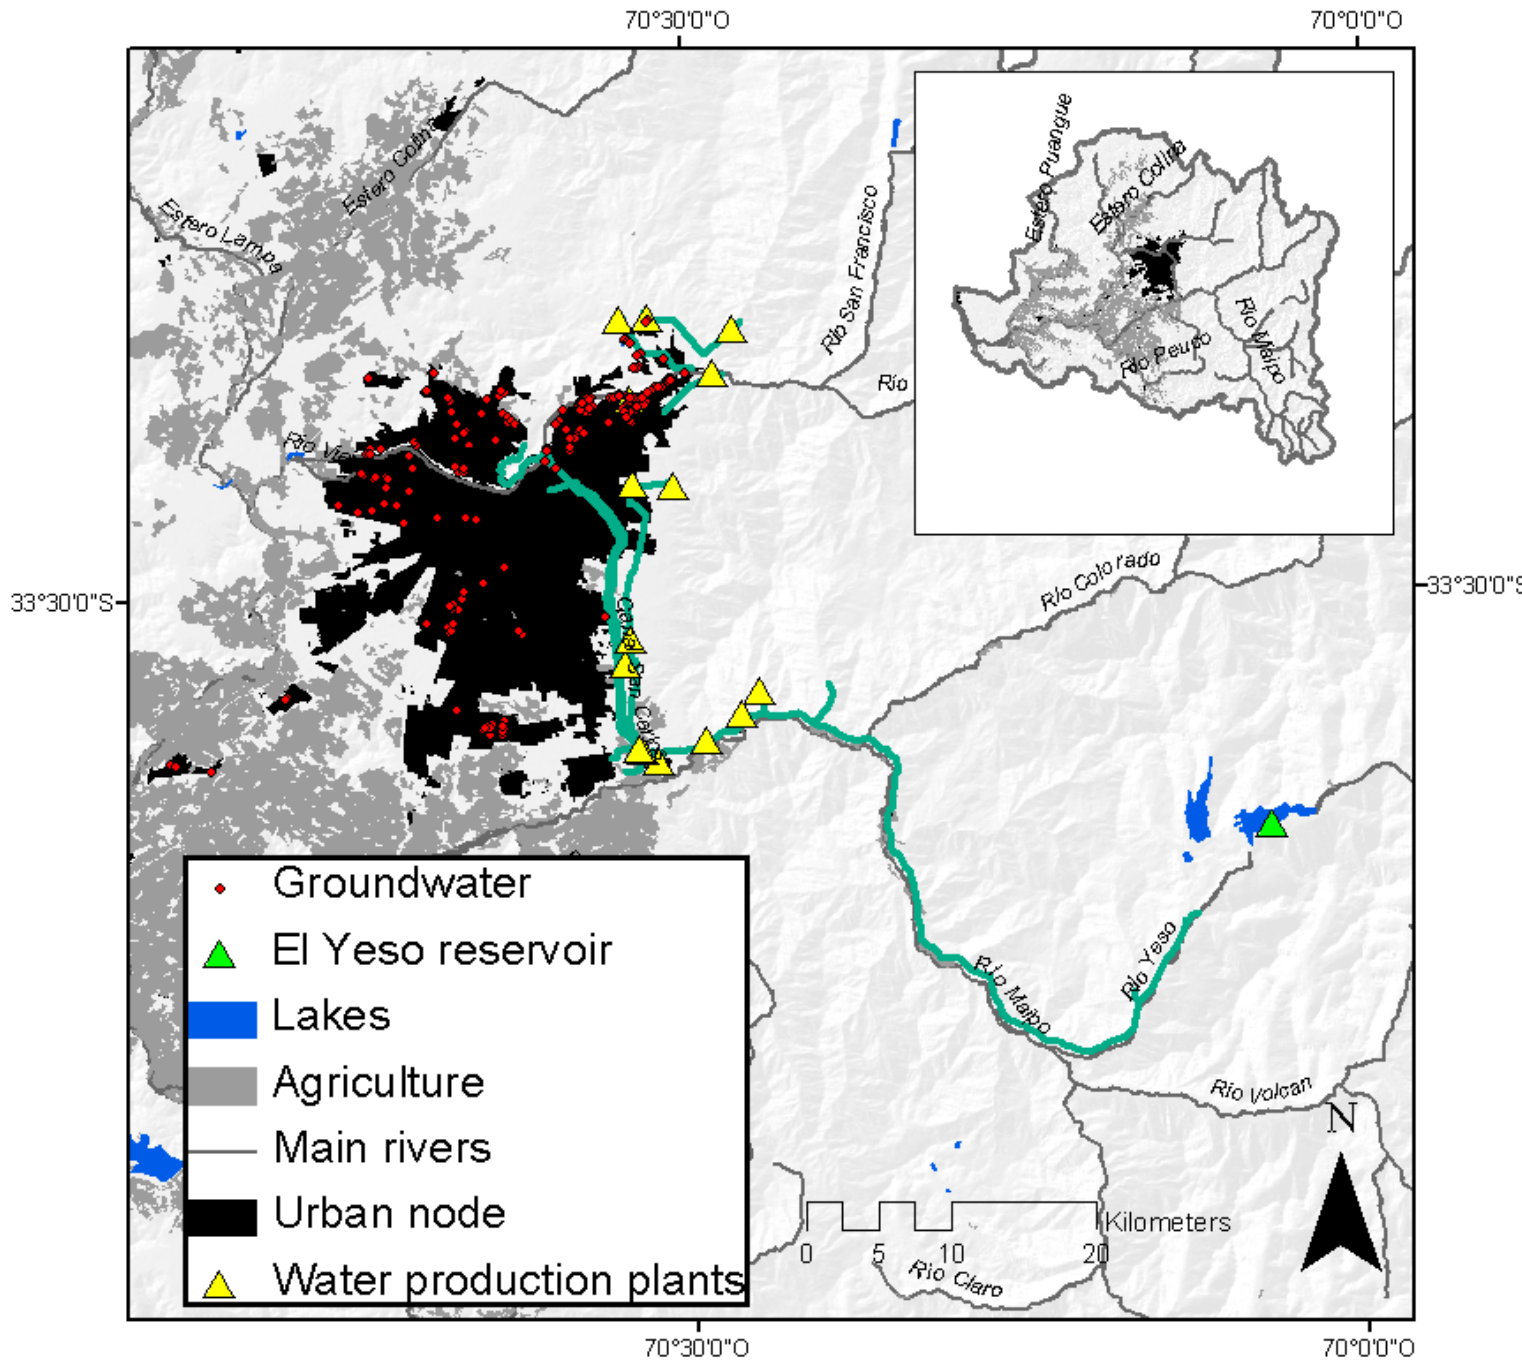 70°30'0"O
70°0'0"O
Estero Colina
Estero Lampa
Río San Francisco
Río
Estero Puangue
Estero Colina
Río Maipo
Río Peuco
33°30'0"S
33°30'0"S
Río Colorado
Canal San Carlos
Río Maipo
Río Yeso
Río Volcan
Groundwater
El Yeso reservoir
Lakes
Agriculture
Main rivers
Urban node
Water production plants
N
Kilometers
0 5 10 20
Río Claro
70°30'0"O
70°0'0"O